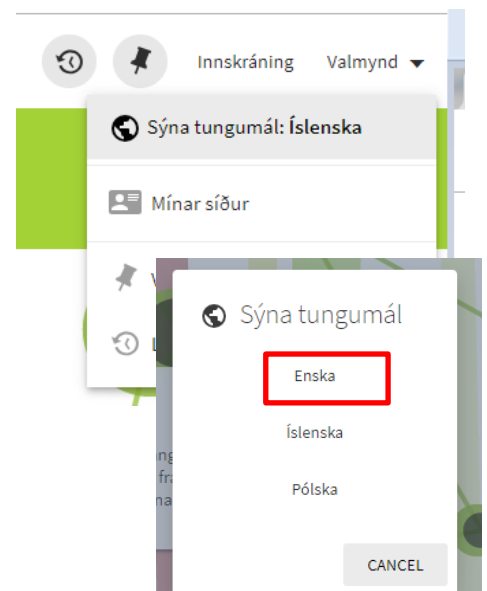 Innskráning Valmynd
Sýna tungumál: Íslenska
Mínar síður
Sýna tungumál
Enska
Íslenska
Pólska
CANCEL